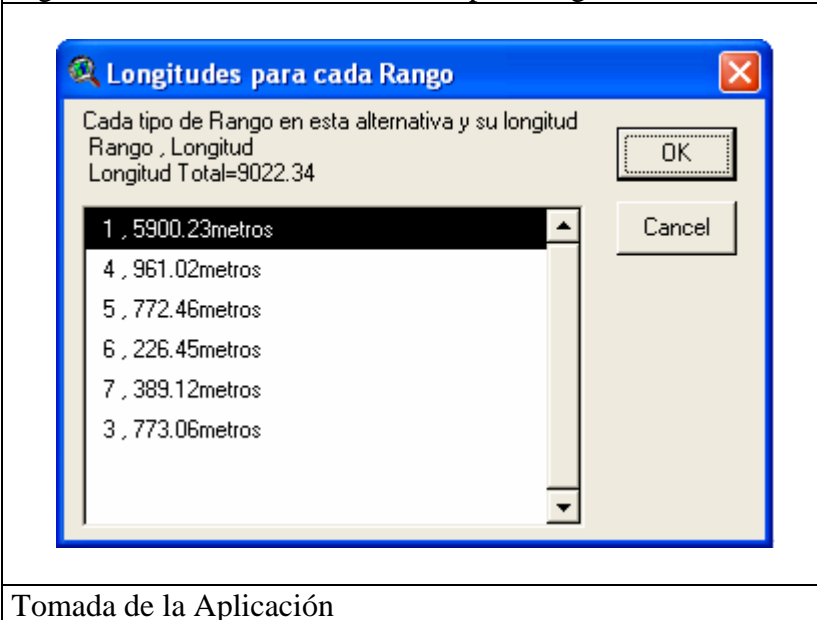 Longitudes para cada Rango
Cada tipo de Rango en esta alternativa y su longitud
Rango , Longitud
Longitud Total=9022.34
OK
Cancel
1 , 5900.23metros
4 , 961.02metros
5 , 772.46metros
6 , 226.45metros
7 , 389.12metros
3 , 773.06metros
Tomada de la Aplicación